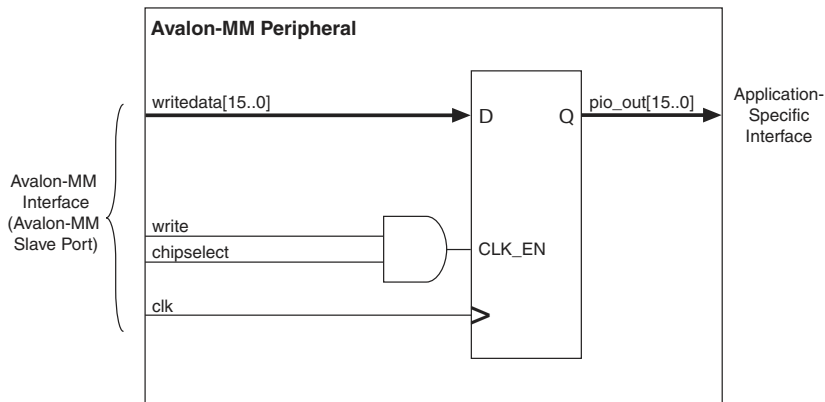 Avalon-MM Peripheral
writedata[15..0]
D
Q
pio_out[15..0]
Application-
Specific
Interface
Avalon-MM
Interface
(Avalon-MM
Slave Port)
write
chipselect
CLK_EN
clk